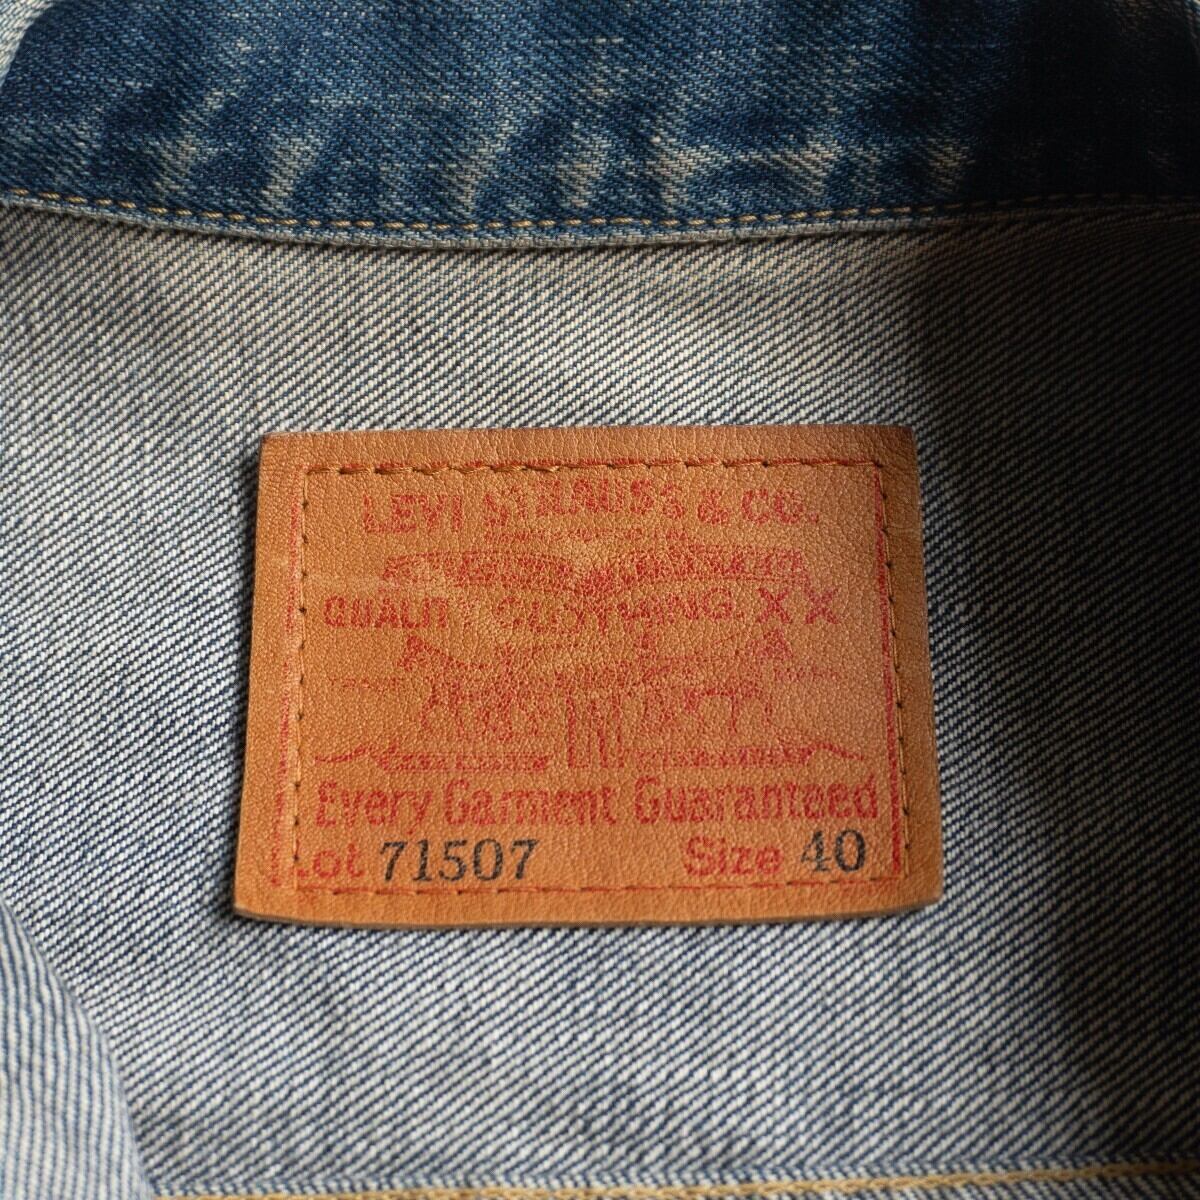 LEVI STRAUSS & CO.
QUALITY CLOTHING. XX
Every Garment Guaranteed
Lot 71507 Size 40